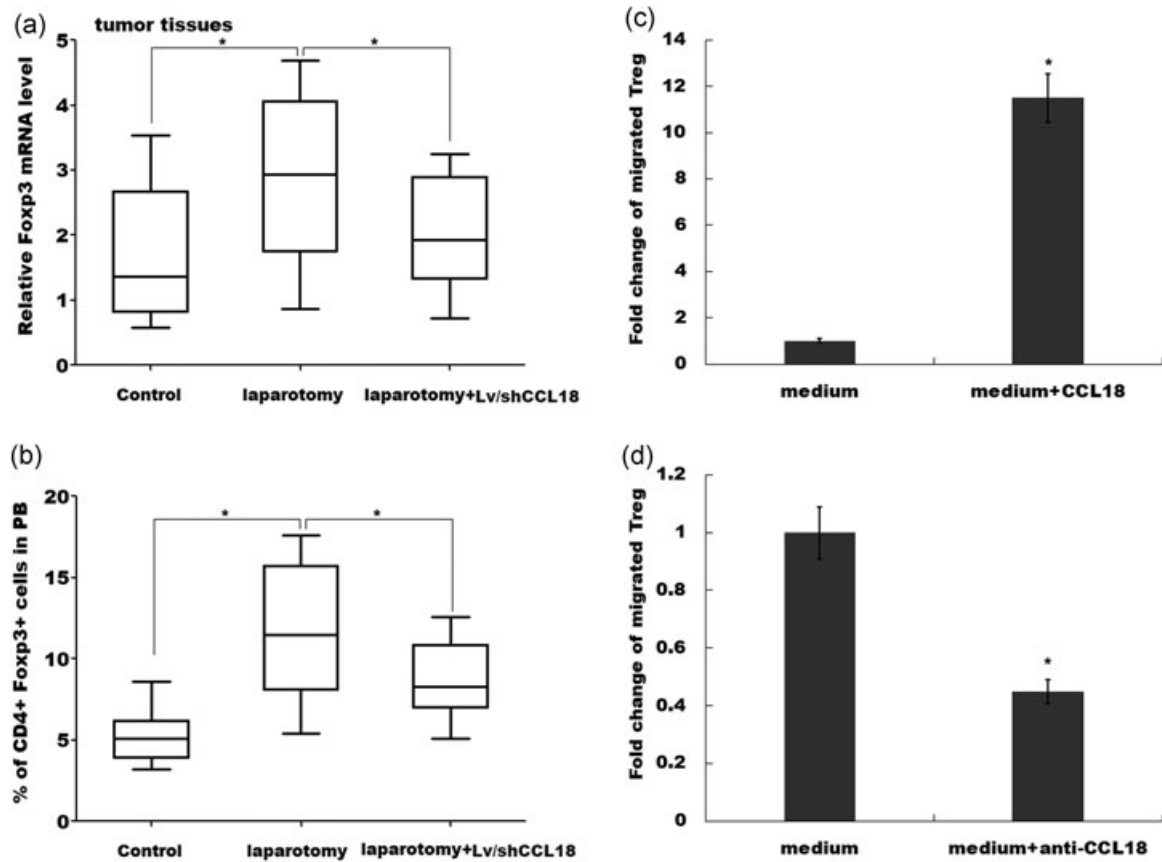 (a)
tumor tissues
*
*
Relative Foxp3 mRNA level
5
4
3
2
1
0
Control
laparotomy
laparotomy+Lv/shCCL18
(b)
% of CD4+ Foxp3+ cells in PB
20
15
10
5
0
*
*
Control
laparotomy
laparotomy+Lv/shCCL18
(c)
Fold change of migrated Treg
14
12
10
8
6
4
2
0
*
medium
medium+CCL18
(d)
Fold change of migrated Treg
1.2
1
0.8
0.6
0.4
0.2
0
*
medium
medium+anti-CCL18